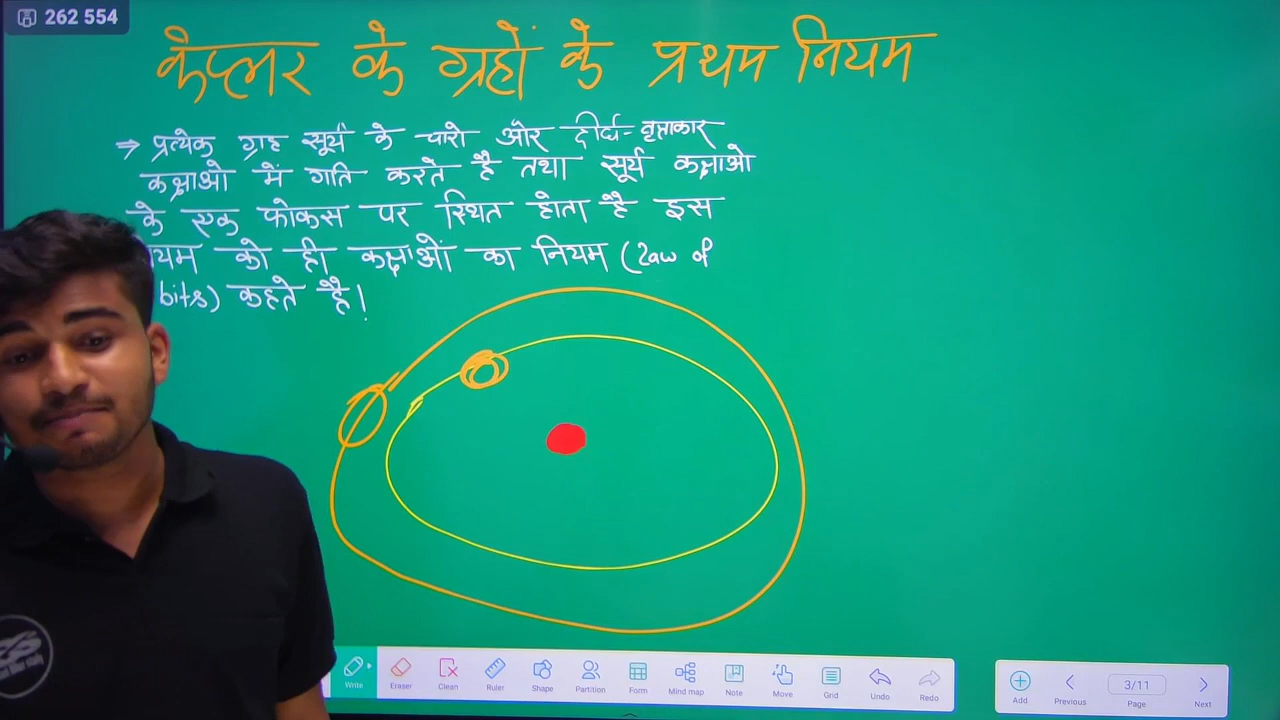 262 554
केप्लर के ग्रहों के प्रथम नियम
⇒ प्रत्येक ग्रह सूर्य के चारो ओर दीर्घ-वृत्ताकार
कक्षाओ में गति करते है तथा सूर्य कक्षाओ
के एक फोकस पर स्थित होता है इस
यम को ही कक्षाओं का नियम (law of
bits) कहते है!
Write Eraser Clean Ruler Shape Partition Form Mind map Note Move Grid Undo Redo
Add Previous 3/11 Page Next